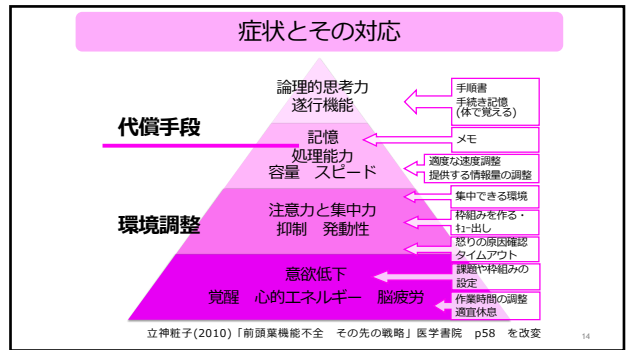 症状とその対応
論理的思考力
遂行機能
手順書
手続き記憶
(体で覚える)
代償手段
記憶
メモ
処理能力
容量 スピード
適度な速度調整
提供する情報量の調整
集中できる環境
環境調整
注意力と集中力
抑制 発動性
枠組みを作る・
ｷｭｰ出し
怒りの原因確認
タイムアウト
意欲低下
課題や枠組みの
設定
覚醒 心的エネルギー 脳疲労
作業時間の調整
適宜休息
立神粧子(2010)「前頭葉機能不全 その先の戦略」医学書院 p58 を改変
14